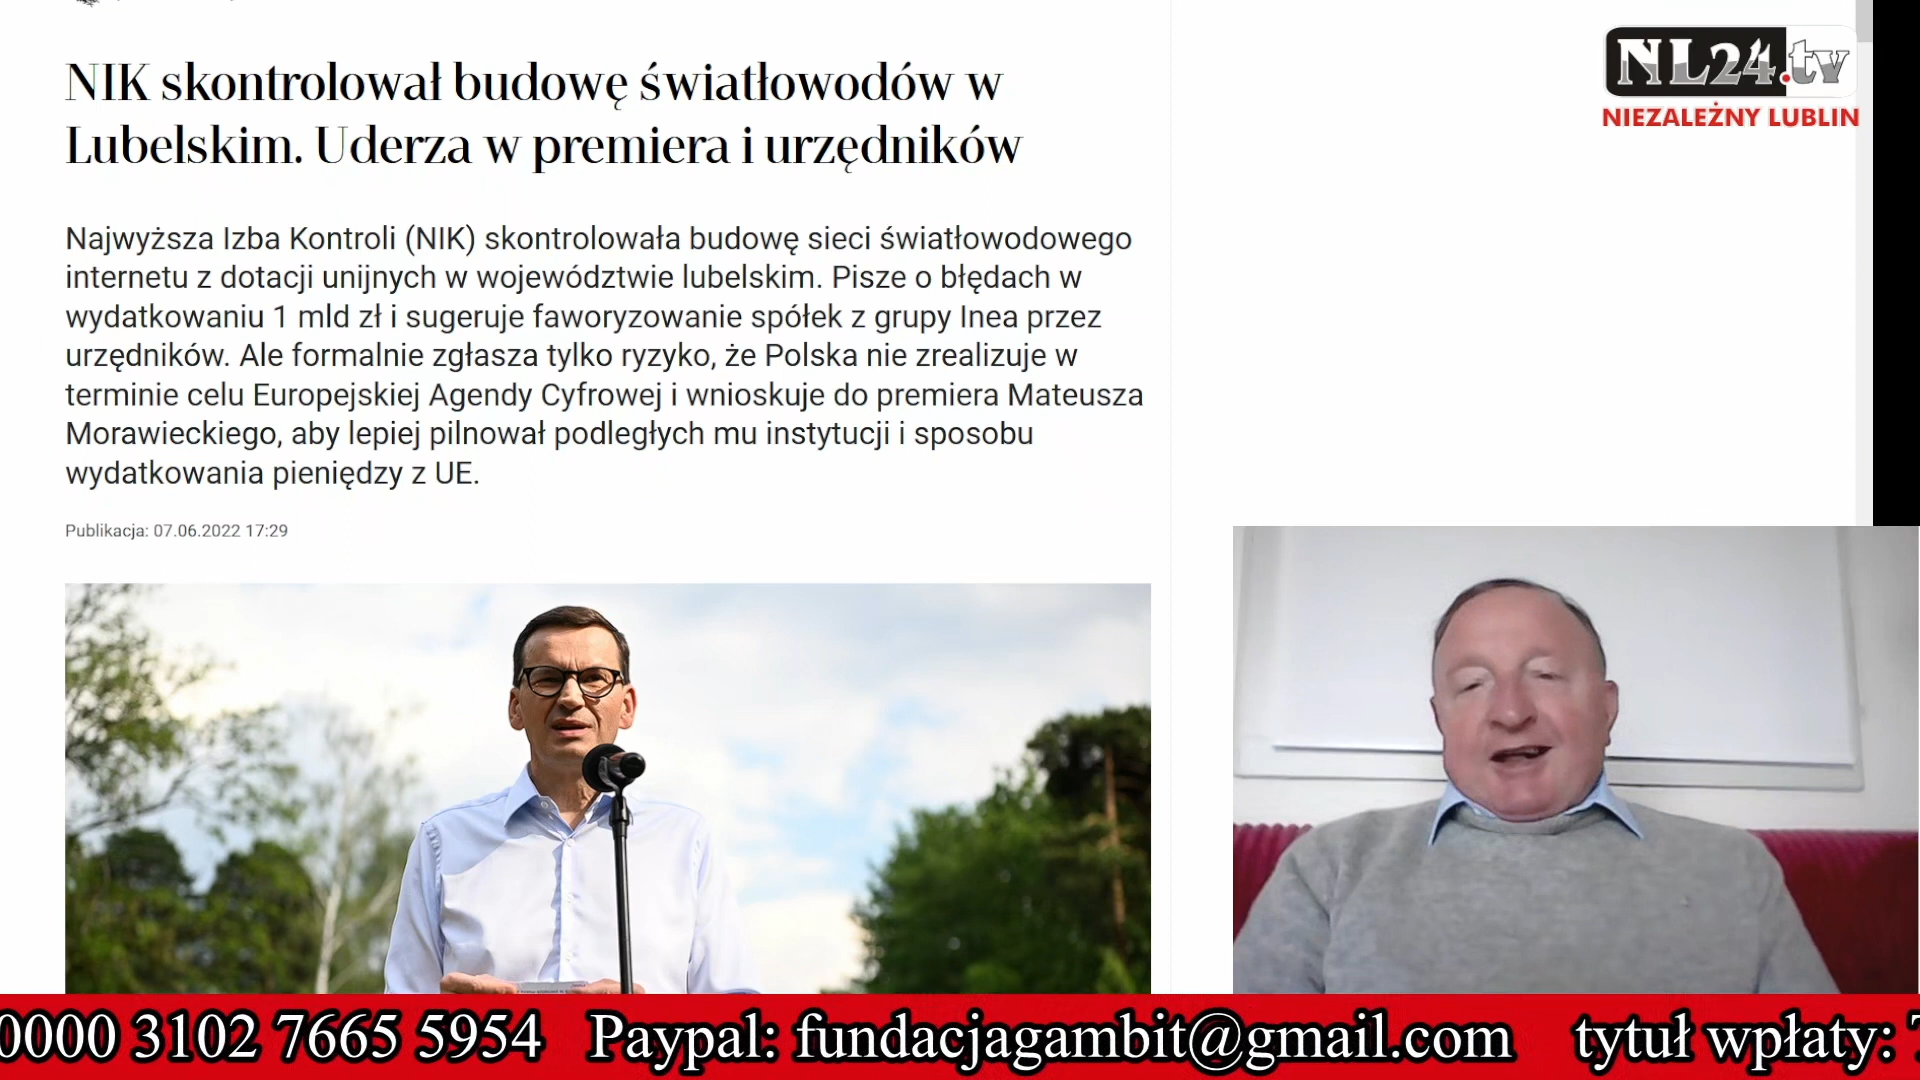 NL24.tv
NIEZALEŻNY LUBLIN
NIK skontrolował budowę światłowodów w
Lubelskim. Uderza w premiera i urzędników
Najwyższa Izba Kontroli (NIK) skontrolowała budowę sieci światłowodowego
internetu z dotacji unijnych w województwie lubelskim. Pisze o błędach w
wydatkowaniu 1 mld zł i sugeruje faworyzowanie spółek z grupy Inea przez
urzędników. Ale formalnie zgłasza tylko ryzyko, że Polska nie zrealizuje w
terminie celu Europejskiej Agendy Cyfrowej i wnioskuje do premiera Mateusza
Morawieckiego, aby lepiej pilnował podległych mu instytucji i sposobu
wydatkowania pieniędzy z UE.
Publikacja: 07.06.2022 17:29
0000 3102 7665 5954 Paypal: fundacjagambit@gmail.com tytuł wpłaty: